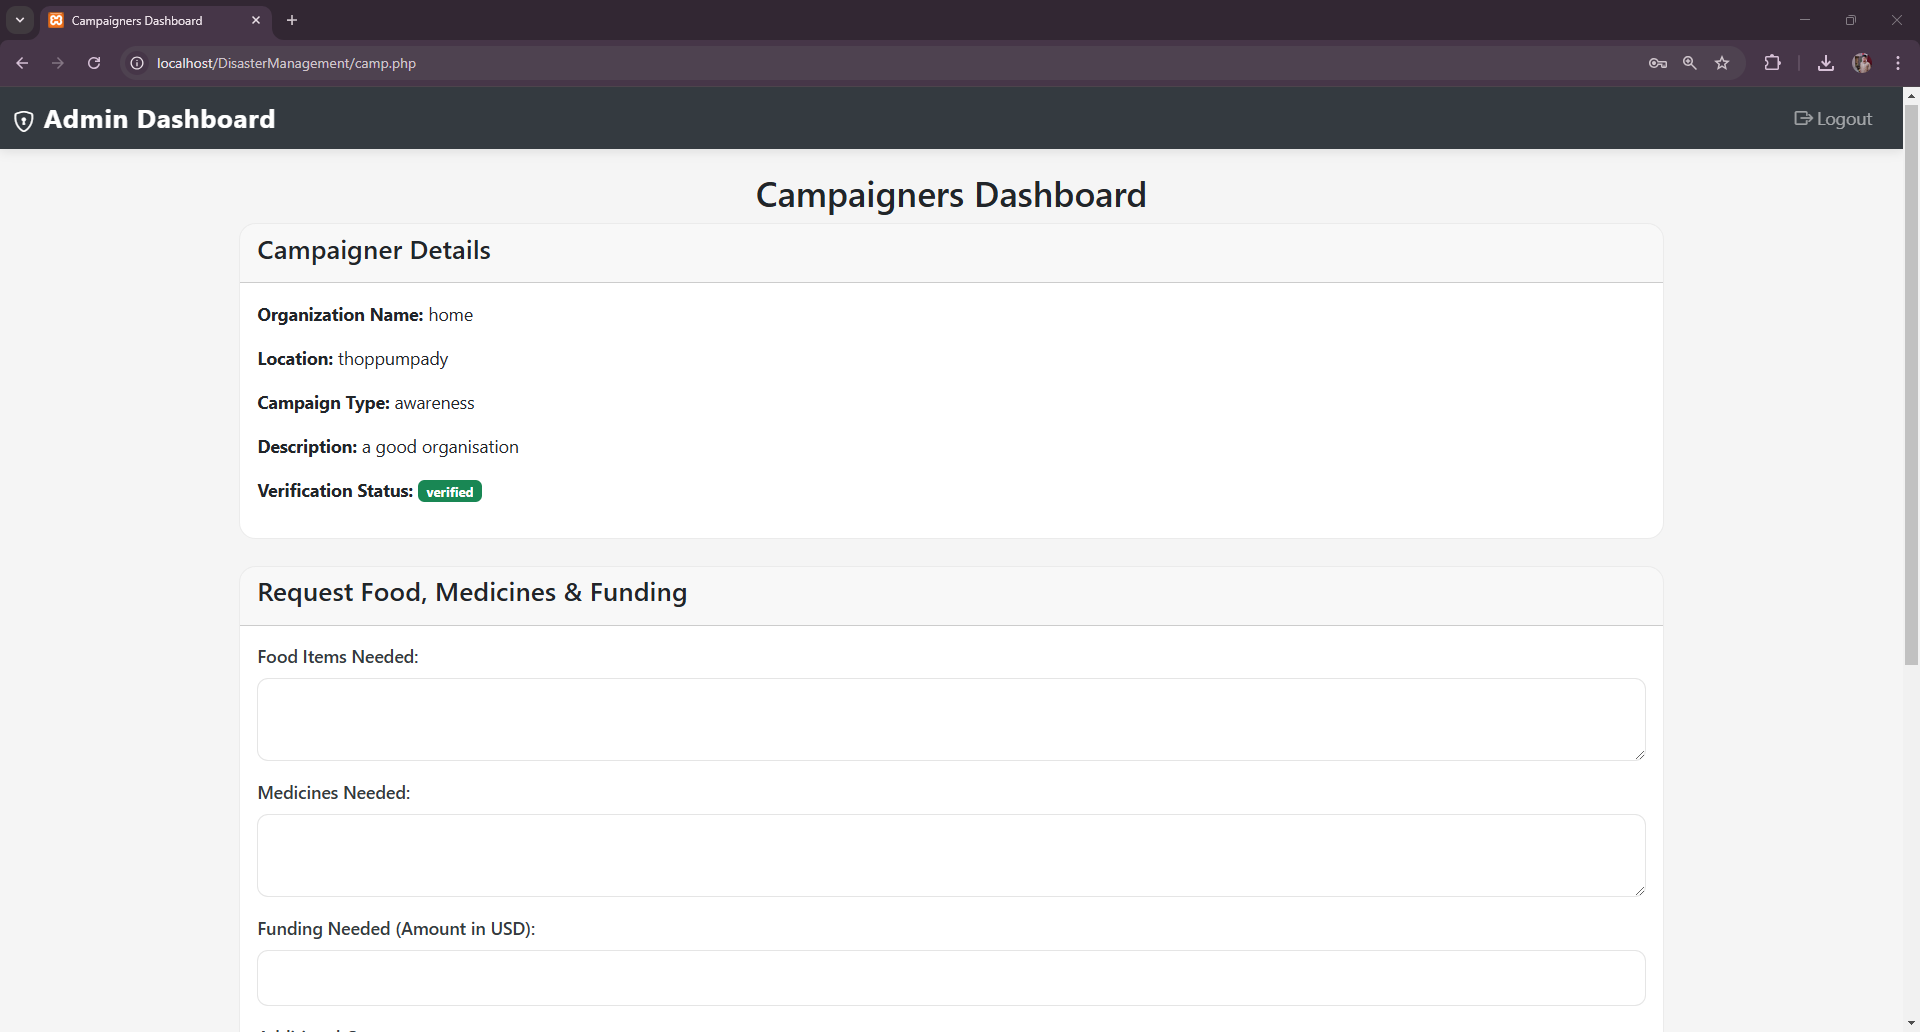 Campaigners Dashboard
localhost/DisasterManagement/camp.php
Admin Dashboard
Logout
Campaigners Dashboard
Campaigner Details
Organization Name: home
Location: thoppumpady
Campaign Type: awareness
Description: a good organisation
Verification Status: verified
Request Food, Medicines & Funding
Food Items Needed:
Medicines Needed:
Funding Needed (Amount in USD):